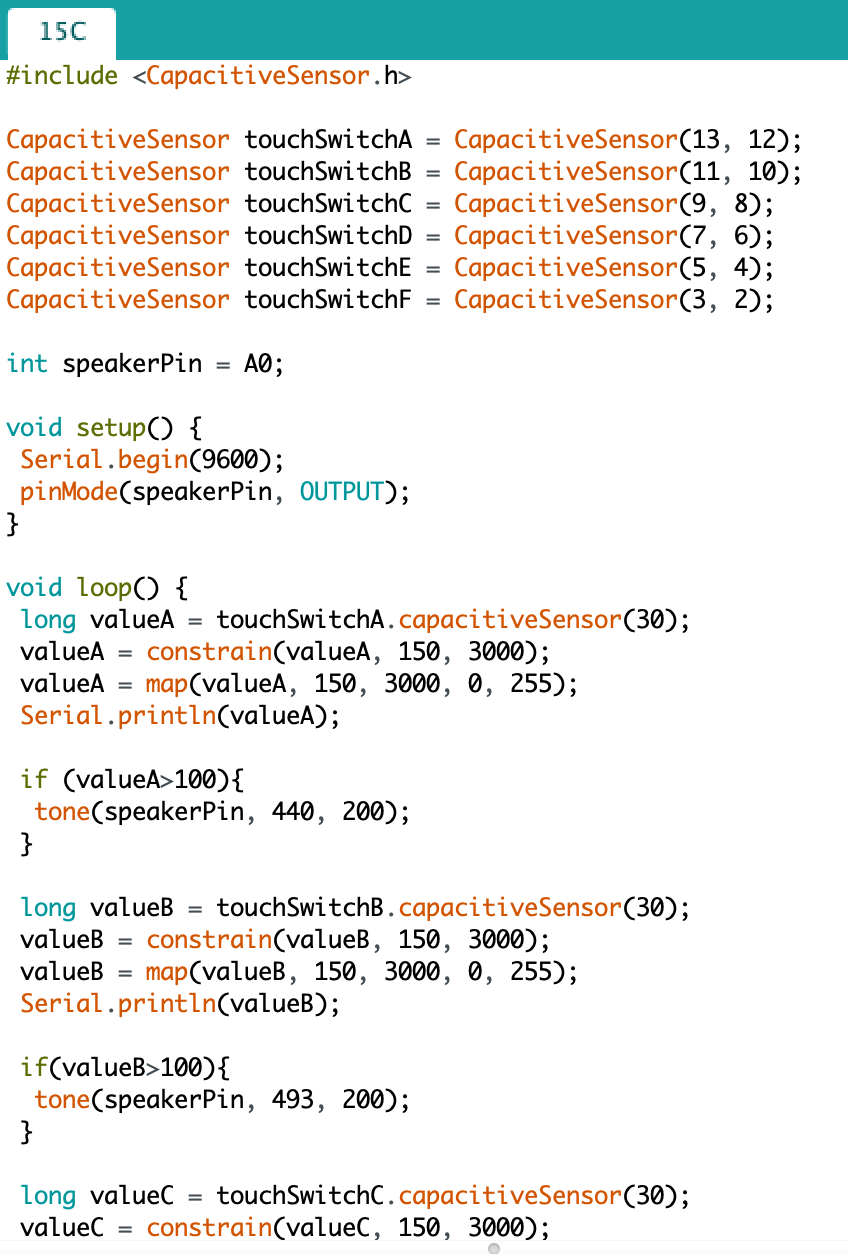 15C
#include <CapacitiveSensor.h>
CapacitiveSensor touchSwitchA = CapacitiveSensor(13, 12);
CapacitiveSensor touchSwitchB = CapacitiveSensor(11, 10);
CapacitiveSensor touchSwitchC = CapacitiveSensor(9, 8);
CapacitiveSensor touchSwitchD = CapacitiveSensor(7, 6);
CapacitiveSensor touchSwitchE = CapacitiveSensor(5, 4);
CapacitiveSensor touchSwitchF = CapacitiveSensor(3, 2);
int speakerPin = A0;
void setup() {
 Serial.begin(9600);
 pinMode(speakerPin, OUTPUT);
}
void loop() {
 long valueA = touchSwitchA.capacitiveSensor(30);
 valueA = constrain(valueA, 150, 3000);
 valueA = map(valueA, 150, 3000, 0, 255);
 Serial.println(valueA);
 if (valueA>100){
  tone(speakerPin, 440, 200);
 }
 long valueB = touchSwitchB.capacitiveSensor(30);
 valueB = constrain(valueB, 150, 3000);
 valueB = map(valueB, 150, 3000, 0, 255);
 Serial.println(valueB);
 if(valueB>100){
  tone(speakerPin, 493, 200);
 }
 long valueC = touchSwitchC.capacitiveSensor(30);
 valueC = constrain(valueC, 150, 3000);